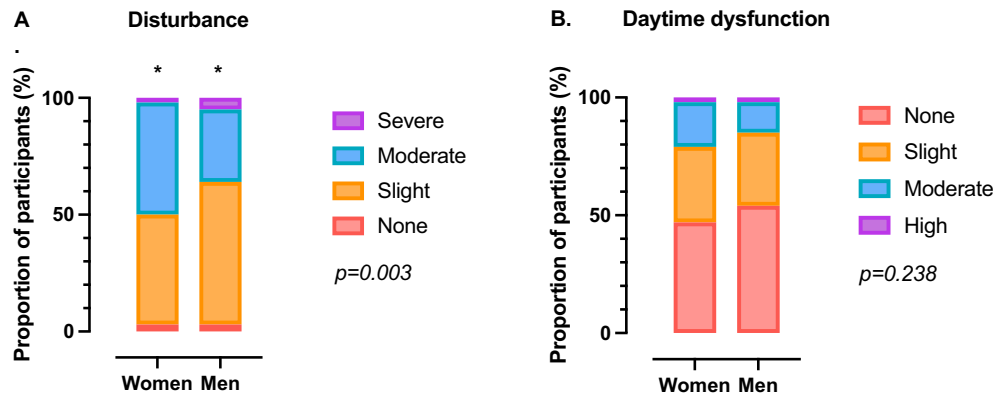 A
.
Disturbance
* *
Proportion of participants (%)
100
50
0
Women Men
Severe
Moderate
Slight
None
p=0.003
B. Daytime dysfunction
Proportion of participants (%)
100
50
0
Women Men
None
Slight
Moderate
High
p=0.238